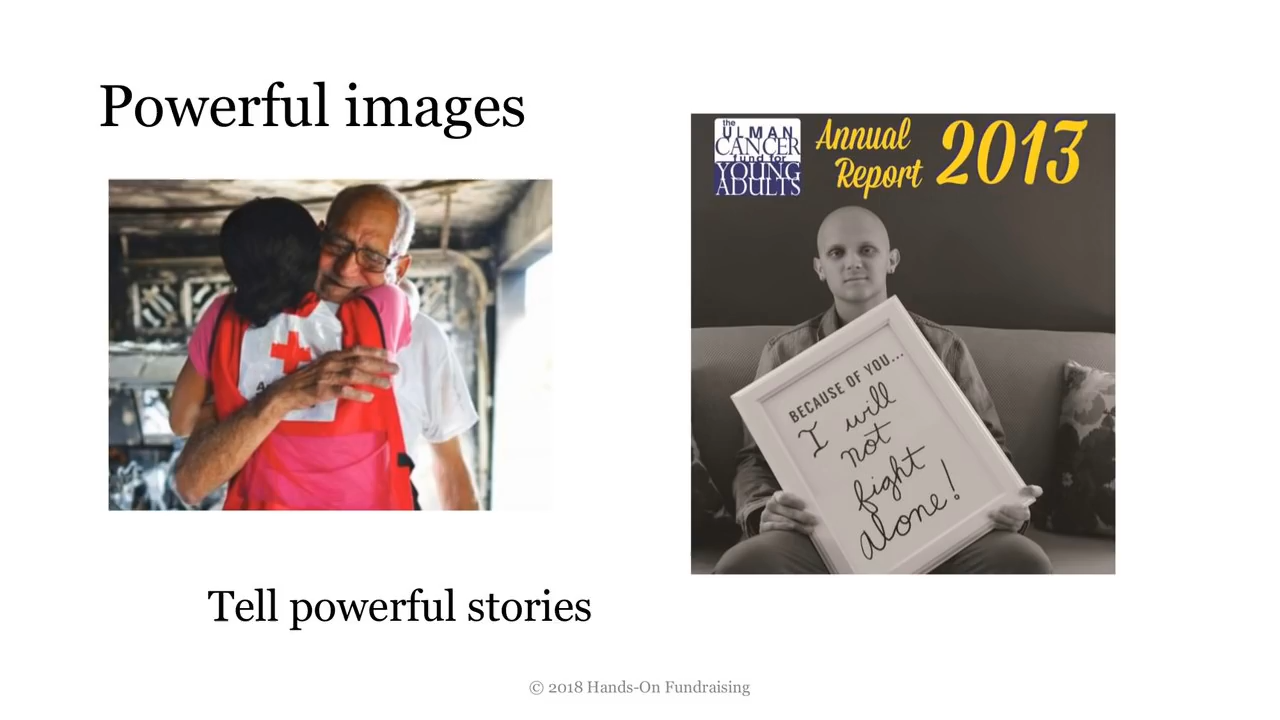 Powerful images
the
ULMAN
CANCER
fund for
YOUNG
ADULTS
Annual
Report
2013
BECAUSE OF YOU...
I will
not
fight
alone!
Tell powerful stories
© 2018 Hands-On Fundraising